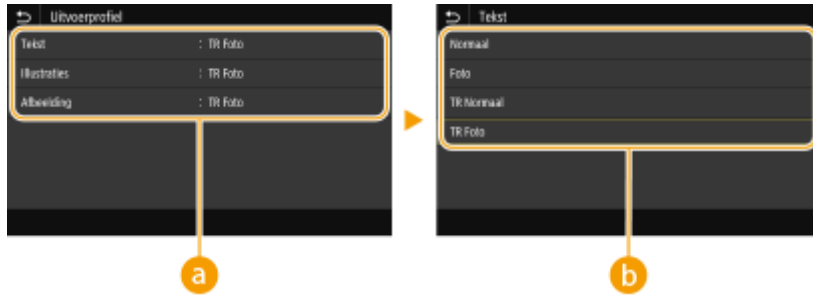 Uitvoerprofiel
Tekst : TR Foto
Illustraties : TR Foto
Afbeelding : TR Foto
a
Tekst
Normaal
Foto
TR Normaal
TR Foto
b